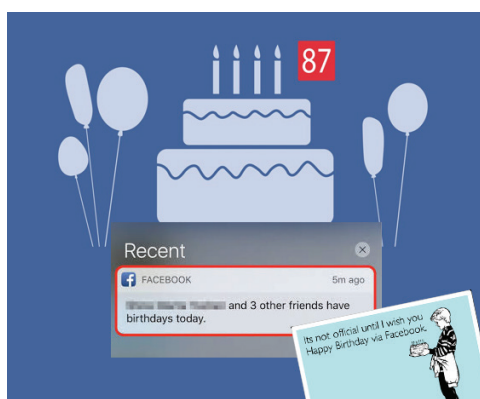 87
Recent
FACEBOOK 5m ago
and 3 other friends have
birthdays today.
Its not official until I wish you
Happy Birthday via Facebook.